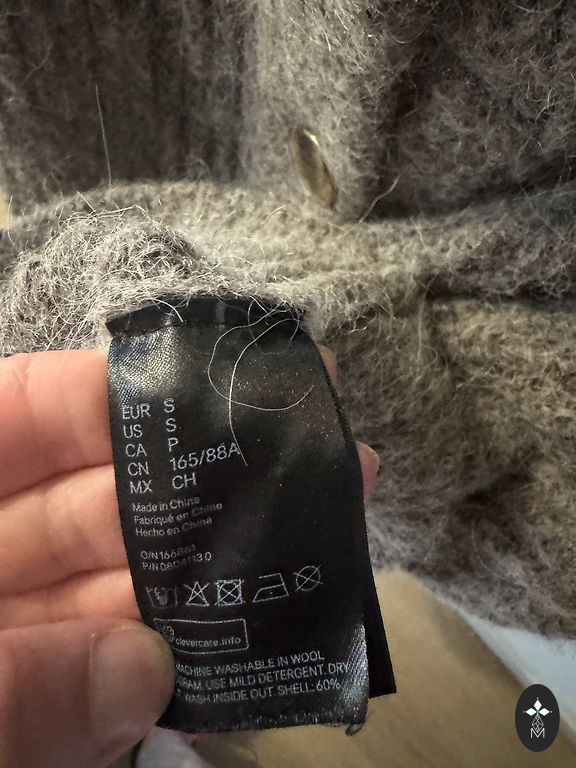 EUR S
US S
CA P
CN 165/88A
MX CH
Made in China
Fabriqué en Chine
Hecho en China
clevercare.info
MACHINE WASHABLE IN WOOL
USE MILD DETERGENT. DRY
WASH INSIDE OUT. SHELL: 60%
M